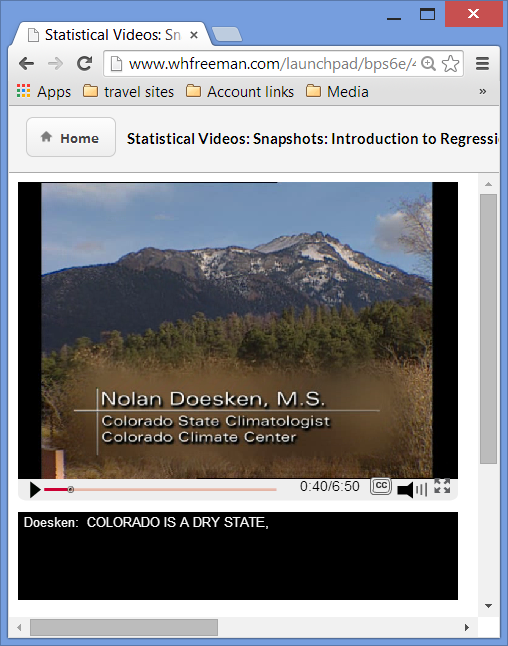 Statistical Videos: Sn
www.whfreeman.com/launchpad/bps6e/4
Apps travel sites Account links Media »
Home Statistical Videos: Snapshots: Introduction to Regressi
Nolan Doesken, M.S.
Colorado State Climatologist
Colorado Climate Center
0:40/6:50 CC
Doesken: COLORADO IS A DRY STATE,